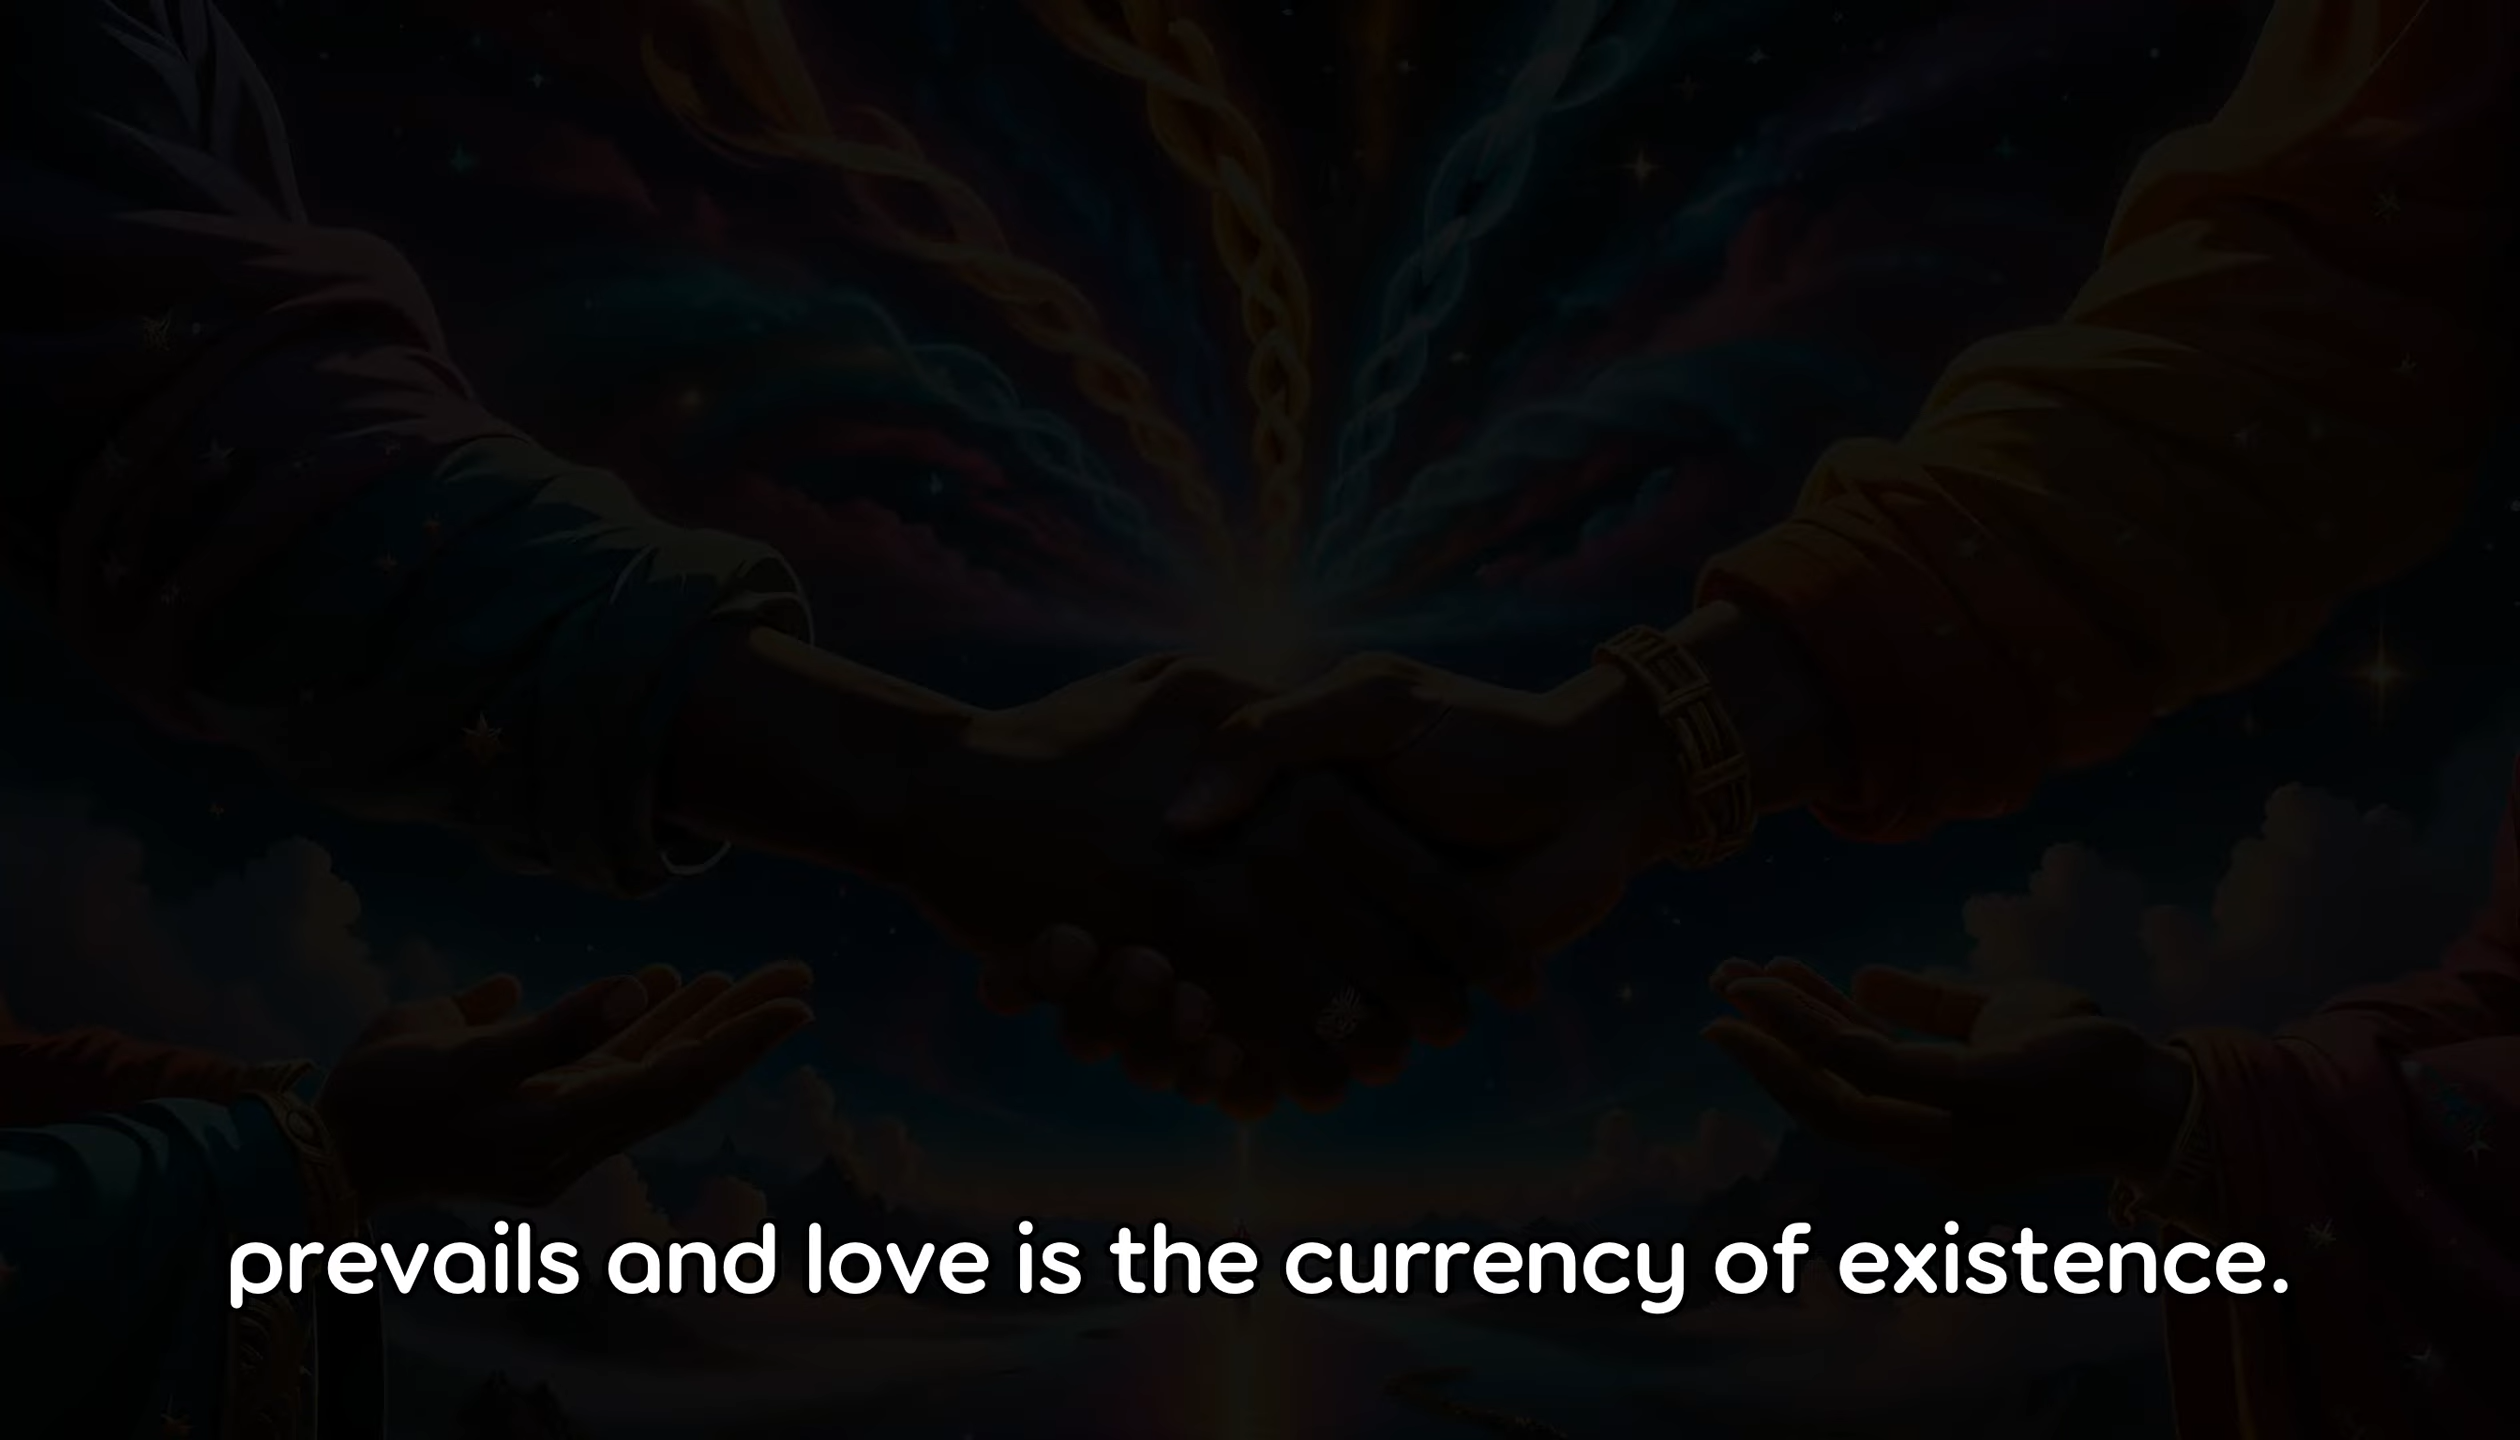 prevails and love is the currency of existence.